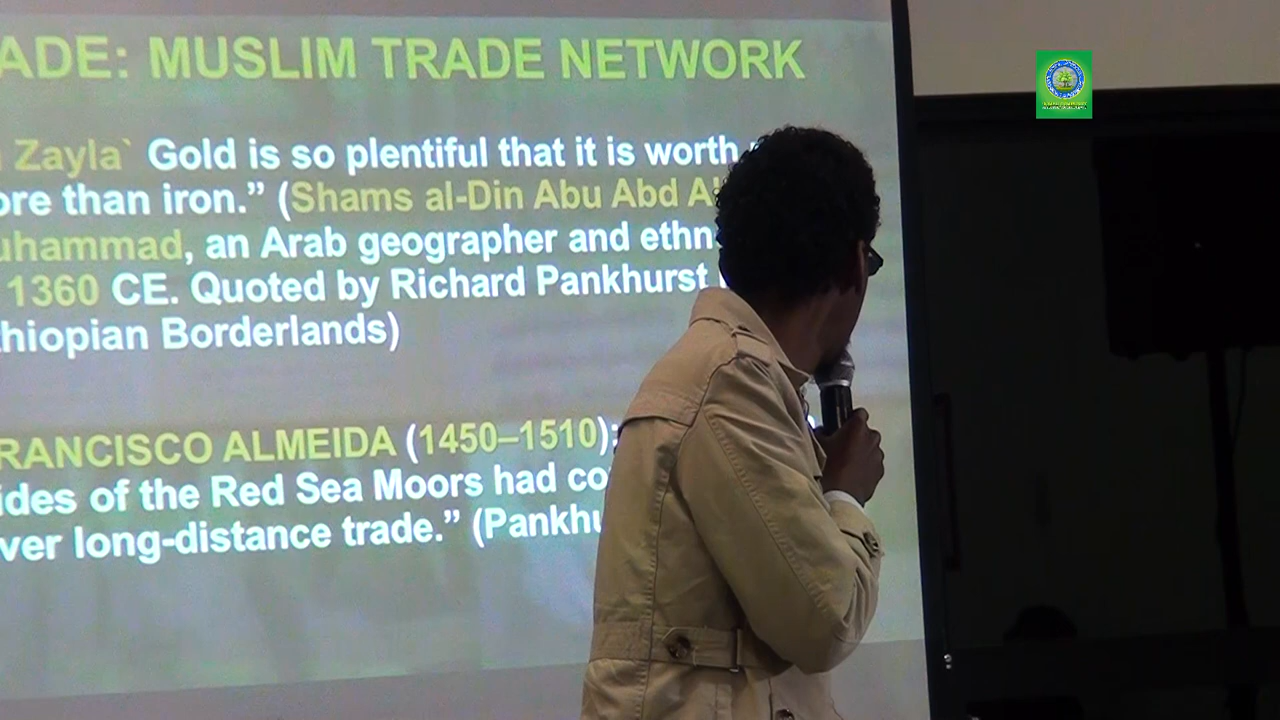 ADE: MUSLIM TRADE NETWORK
Zayla` Gold is so plentiful that it is worth
ore than iron.” (Shams al-Din Abu Abd Al
uhammad, an Arab geographer and ethn
1360 CE. Quoted by Richard Pankhurst
thiopian Borderlands)
RANCISCO ALMEIDA (1450–1510):
ides of the Red Sea Moors had co
ver long-distance trade.” (Pankhu